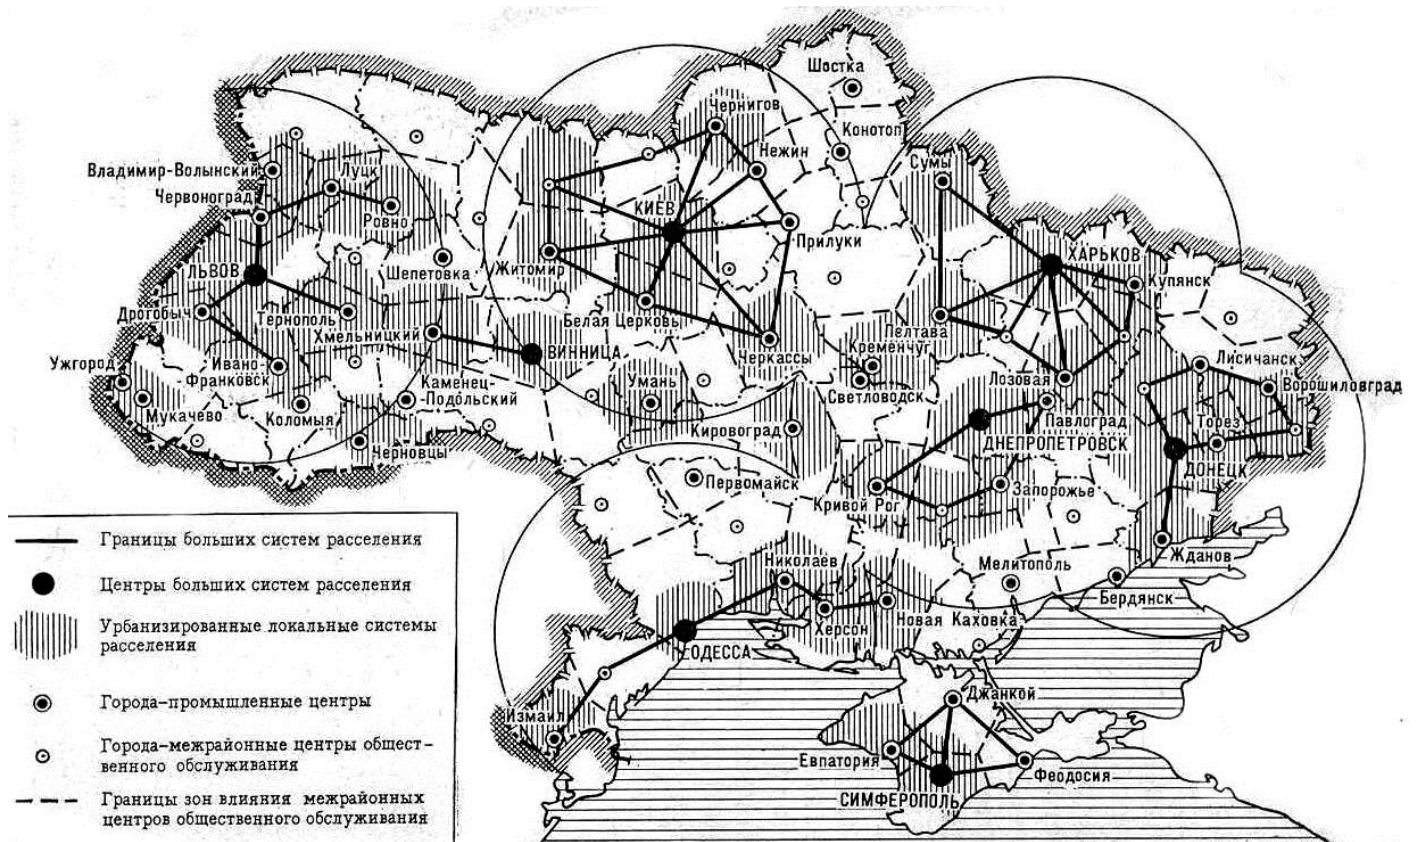 Шостка
Чернигов
Конотоп
Нежин
Сумы
Владимир-Волынский
Луцк
Червоноград
Ровно
КИЕВ
Прилуки
ХАРЬКОВ
ЛЬВОВ
Шепетовка
Житомир
Купянск
Дрогобыч
Тернополь
Белая Церковь
Полтава
Хмельницкий
ВИННИЦА
Черкассы
Кременчуг
Лисичанск
Ужгород
Ивано-
Франковск
Каменец-
-Подольский
Умань
Светловодск
Лозовая
Ворошиловград
Мукачево
Коломыя
Кировоград
Павлоград
Торез
ДНЕПРОПЕТРОВСК
Черновцы
ДОНЕЦК
Первомайск
Кривой Рог
Запорожье
Жданов
Николаев
Мелитополь
Бердянск
Херсон
Новая Каховка
ОДЕССА
Измаил
Джанкой
Евпатория
Феодосия
СИМФЕРОПОЛЬ
Границы больших систем расселения
Центры больших систем расселения
Урбанизированные локальные системы
расселения
Города-промышленные центры
Города-межрайонные центры общест-
венного обслуживания
Границы зон влияния межрайонных
центров общественного обслуживания